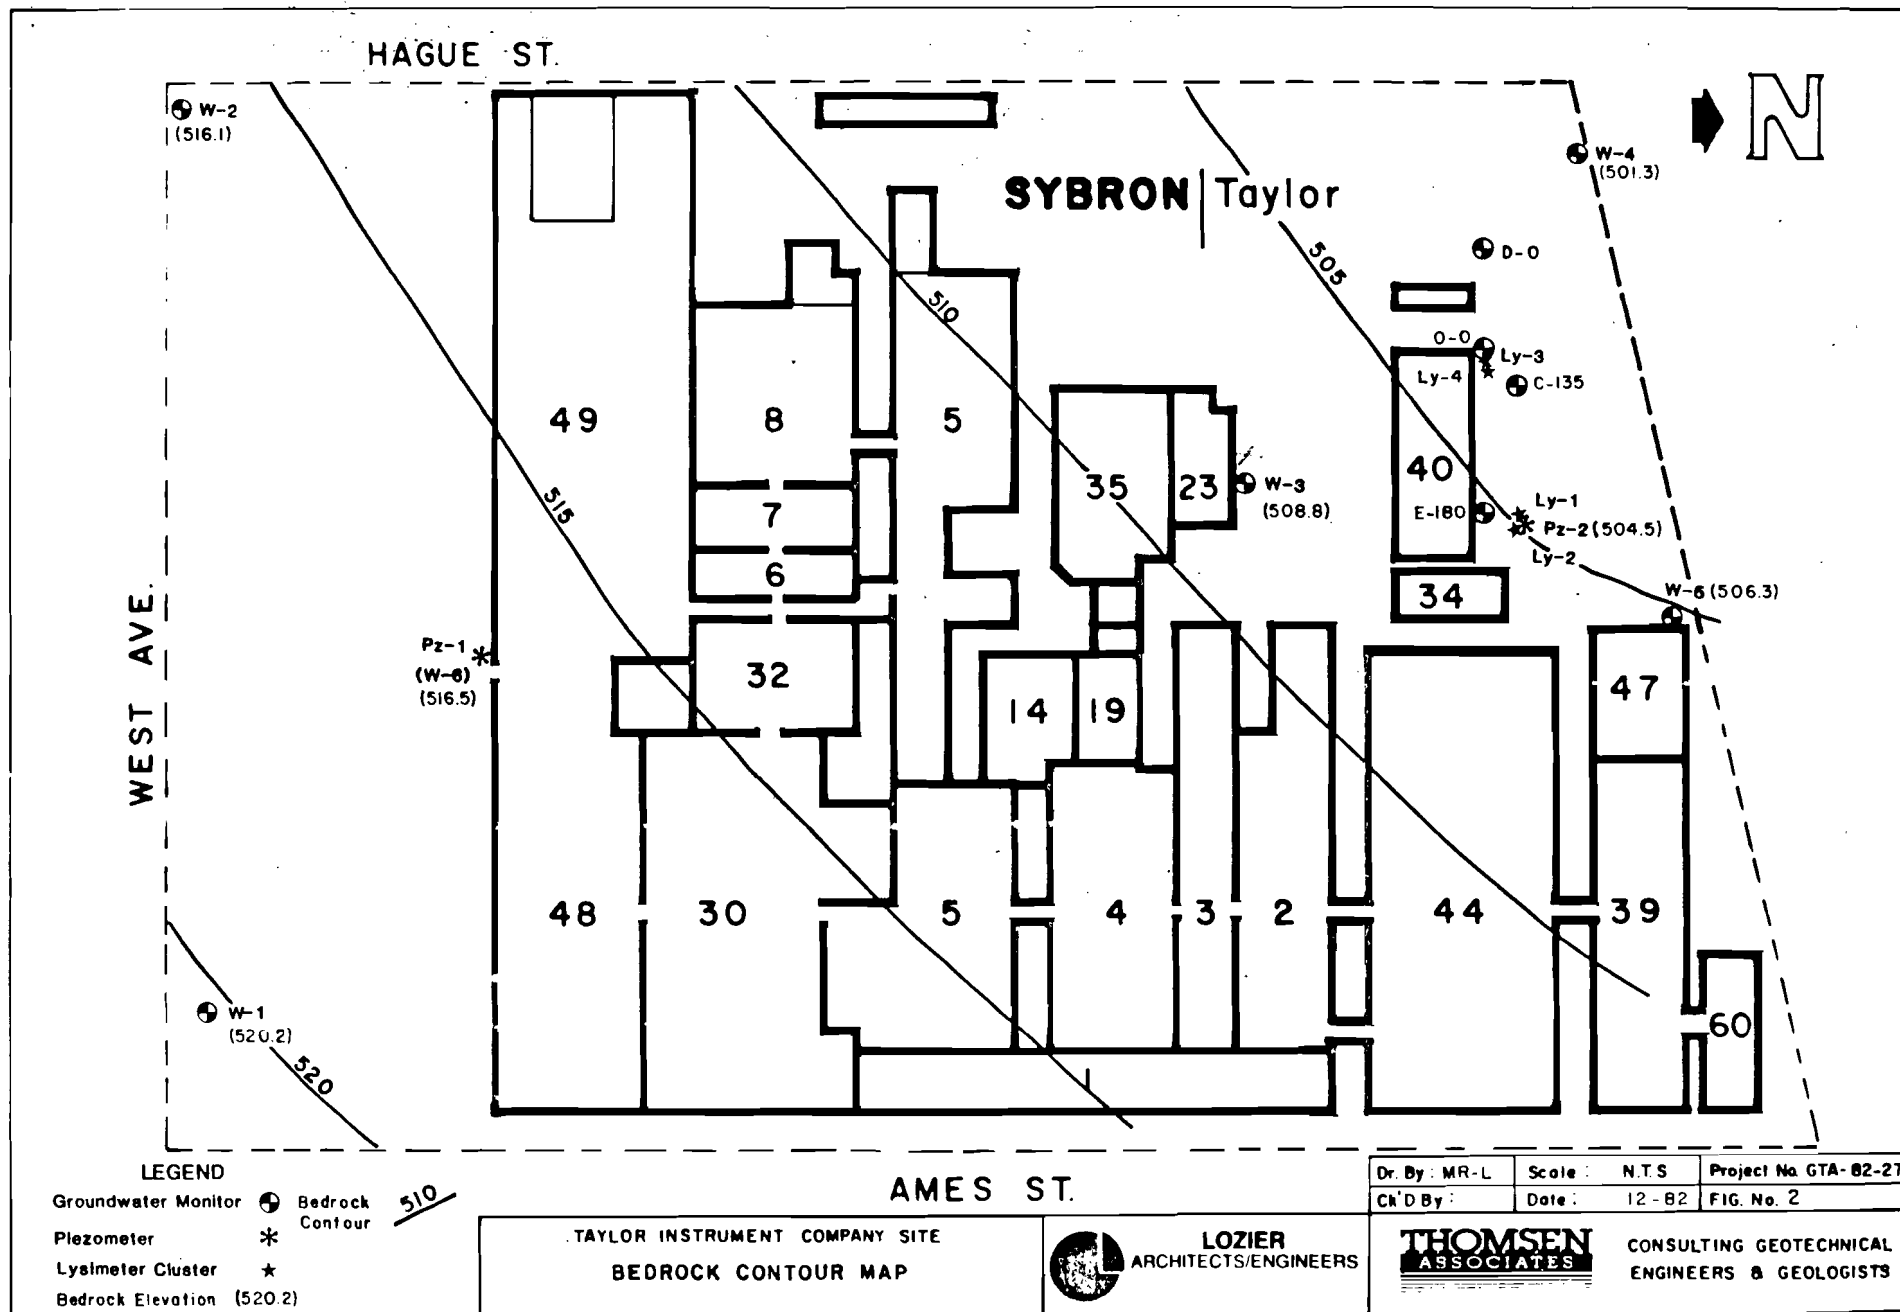 HAGUE ST.
N
W-2
(516.1)
W-4
(501.3)
SYBRON | Taylor
D-0
505
510
O-0
Ly-3
Ly-4
C-135
49
8
5
35
23
40
W-3
(508.8)
515
7
E-180
Ly-1
Pz-2 (504.5)
Ly-2
6
34
W-6 (506.3)
WEST AVE.
Pz-1
(W-6)
(516.5)
32
14
19
47
48
30
5
4
3
2
44
39
W-1
(520.2)
60
520
1
AMES ST.
LEGEND
Groundwater Monitor
Bedrock Contour 510
Piezometer
Lysimeter Cluster
Bedrock Elevation (520.2)
TAYLOR INSTRUMENT COMPANY SITE
BEDROCK CONTOUR MAP
LOZIER
ARCHITECTS/ENGINEERS
Dr. By: MR-L
Scale: N.T.S
Project No. GTA-82-27
Ck'D By:
Date: 12-82
FIG. No. 2
THOMSEN
ASSOCIATES
CONSULTING GEOTECHNICAL
ENGINEERS & GEOLOGISTS